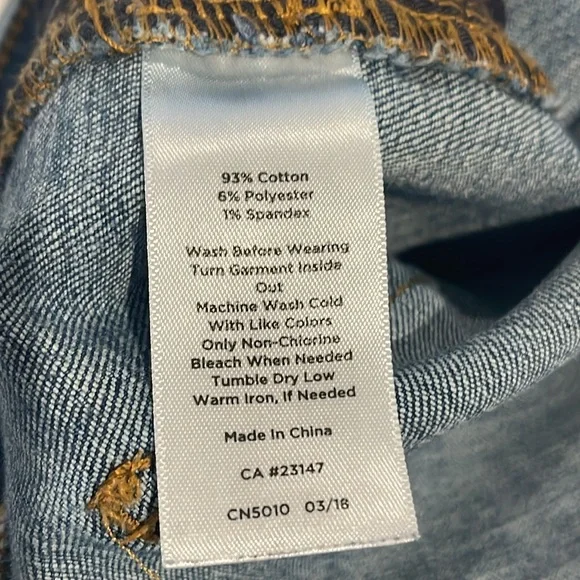 93% Cotton
6% Polyester
1% Spandex
Wash Before Wearing
Turn Garment Inside
Out
Machine Wash Cold
With Like Colors
Only Non-Chlorine
Bleach When Needed
Tumble Dry Low
Warm Iron, If Needed
Made In China
CA #23147
CN5010 03/18